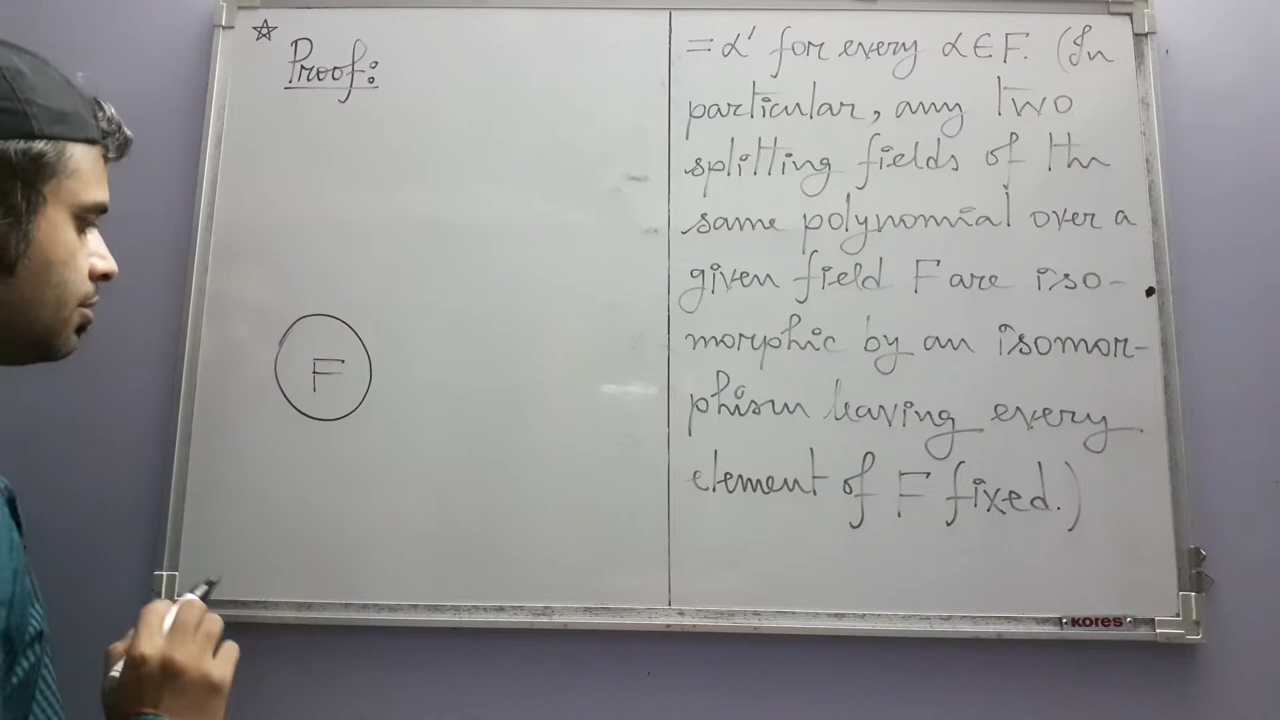 ☆ Proof:
F
= α' for every α∈F. (In
particular, any two
splitting fields of the
same polynomial over a
given field F are iso-
morphic by an isomor-
phism leaving every
element of F fixed.)
kores